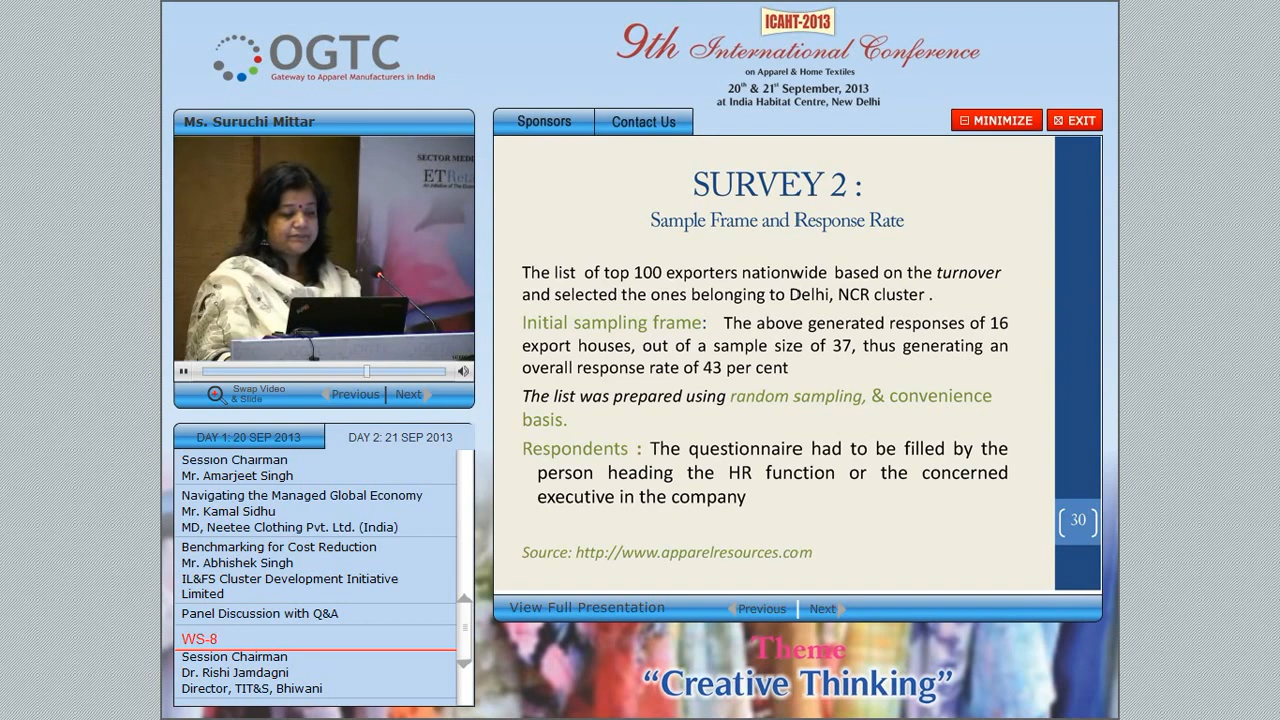 OGTC
Gateway to Apparel Manufacturers in India
ICAHT-2013
9th International Conference
on Apparel & Home Textiles
20th & 21st September, 2013
at India Habitat Centre, New Delhi
Ms. Suruchi Mittar
SECTOR MEDI
ETReta
Sponsors
Contact Us
MINIMIZE
EXIT
SURVEY 2 :
Sample Frame and Response Rate
The list of top 100 exporters nationwide based on the turnover
and selected the ones belonging to Delhi, NCR cluster .
Initial sampling frame: The above generated responses of 16
export houses, out of a sample size of 37, thus generating an
overall response rate of 43 per cent
The list was prepared using random sampling, & convenience
basis.
Respondents : The questionnaire had to be filled by the
person heading the HR function or the concerned
executive in the company
Source: http://www.apparelresources.com
30
View Full Presentation
Previous
Next
Swap Video
& Slide
Previous
Next
DAY 1: 20 SEP 2013
DAY 2: 21 SEP 2013
Session Chairman
Mr. Amarjeet Singh
Navigating the Managed Global Economy
Mr. Kamal Sidhu
MD, Neetee Clothing Pvt. Ltd. (India)
Benchmarking for Cost Reduction
Mr. Abhishek Singh
IL&FS Cluster Development Initiative
Limited
Panel Discussion with Q&A
WS-8
Session Chairman
Dr. Rishi Jamdagni
Director, TIT&S, Bhiwani
Theme
“Creative Thinking”